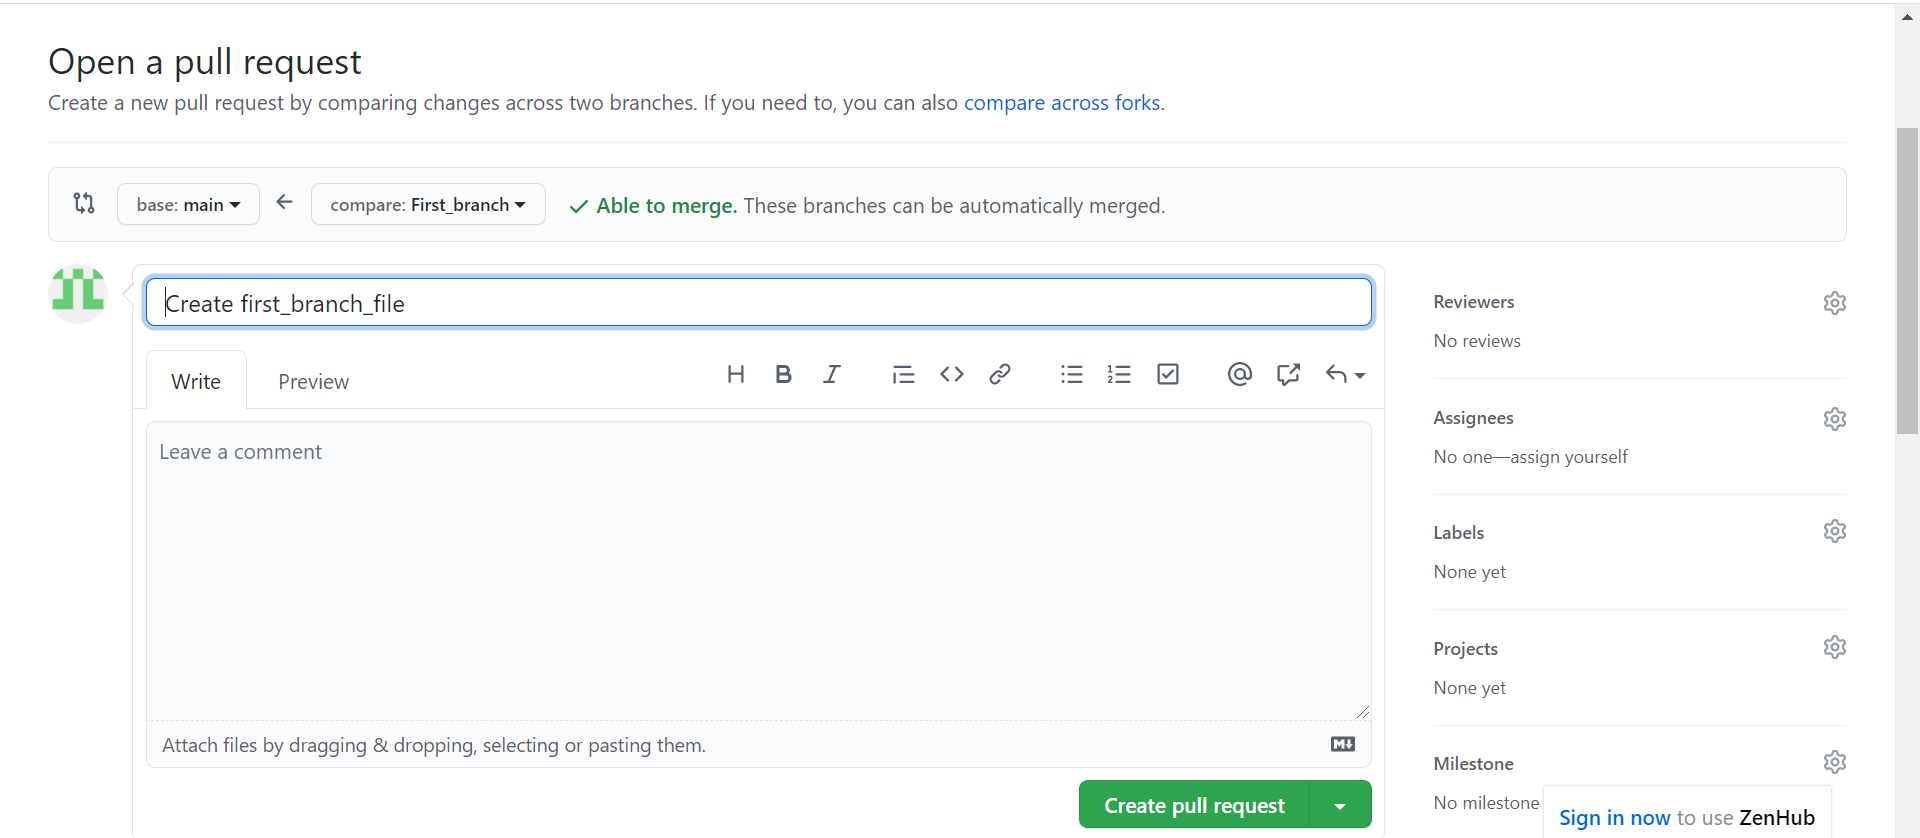 Open a pull request
Create a new pull request by comparing changes across two branches. If you need to, you can also compare across forks.
base: main
compare: First_branch
Able to merge. These branches can be automatically merged.
Create first_branch_file
Write
Preview
H B I
Leave a comment
Attach files by dragging & dropping, selecting or pasting them.
Create pull request
Reviewers
No reviews
Assignees
No one—assign yourself
Labels
None yet
Projects
None yet
Milestone
No milestone
Sign in now to use ZenHub